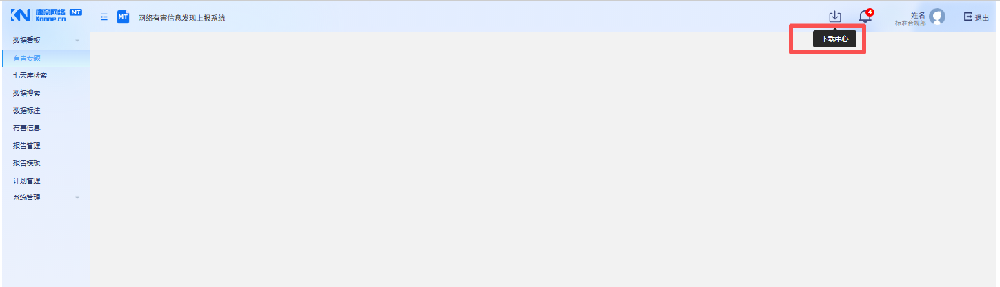 康奈网络 MT
Konne.cn
MT 网络有害信息发现上报系统
4
姓名
标准合规部
退出
下载中心
数据看板
有害专题
七天库检索
数据搜索
数据标注
有害信息
报告管理
报告模板
计划管理
系统管理